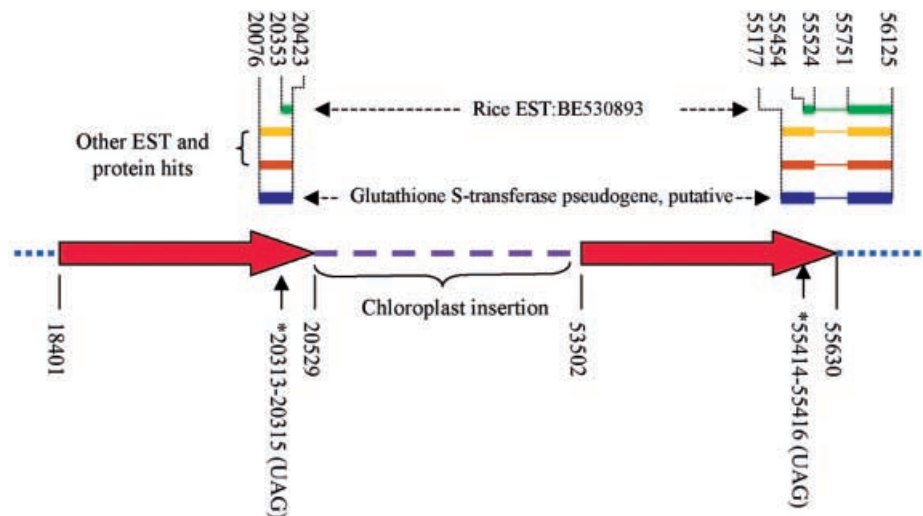 20076
20353
20423
55177
55454
55524
55751
56125
Rice EST:BE530893
Other EST and
protein hits
Glutathione S-transferase pseudogene, putative
Chloroplast insertion
18401
*20313-20315 (UAG)
20529
53502
*55414-55416 (UAG)
55630